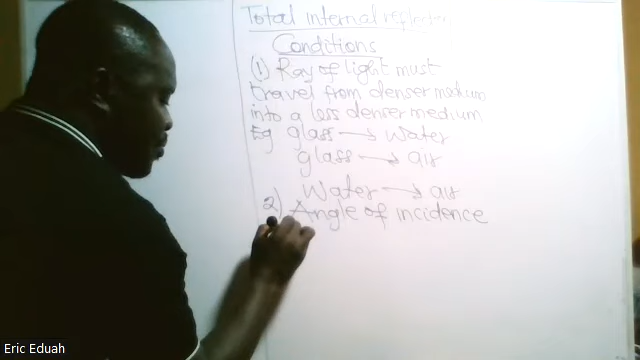 Total internal reflection
Conditions
(1) Ray of light must
travel from denser medium
into a less denser medium
Eg glass → Water
glass → air
Water → air
2) Angle of incidence
Eric Eduah